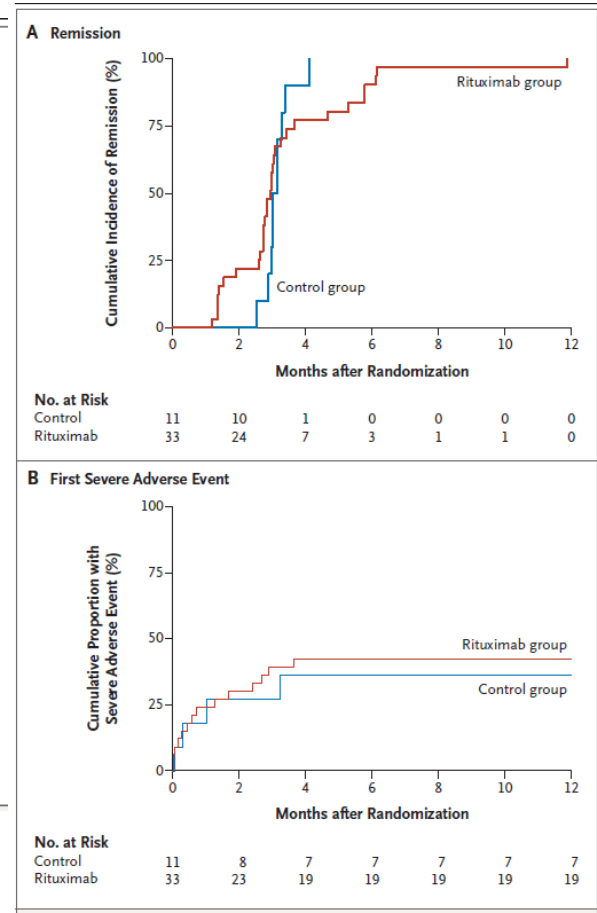 A Remission
Cumulative Incidence of Remission (%)
100
75
50
25
0
Rituximab group
Control group
0 2 4 6 8 10 12
Months after Randomization
No. at Risk
Control 11 10 1 0 0 0 0
Rituximab 33 24 7 3 1 1 0
B First Severe Adverse Event
Cumulative Proportion with
Severe Adverse Event (%)
100
75
50
25
0
Rituximab group
Control group
0 2 4 6 8 10 12
Months after Randomization
No. at Risk
Control 11 8 7 7 7 7 7
Rituximab 33 23 19 19 19 19 19